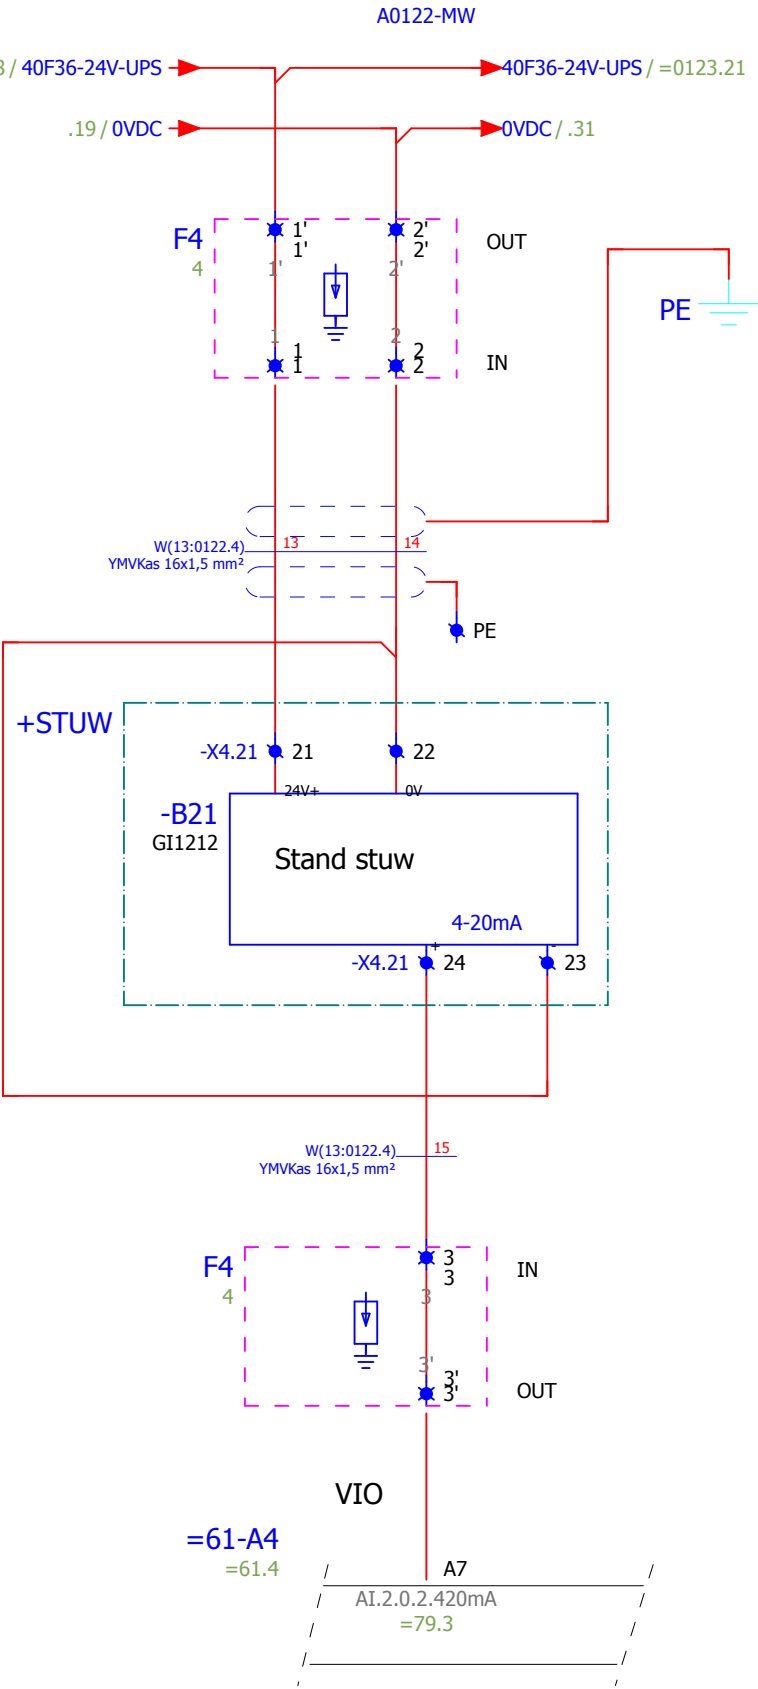 A0122-MW
/ 40F36-24V-UPS
40F36-24V-UPS / =0123.21
.19 / 0VDC
0VDC / .31
F4
4
1'
1'
1'
2'
2'
2'
OUT
PE
1
1
1
2
2
2
IN
W(13:0122.4)
YMVKas 16x1,5 mm²
13
14
PE
+STUW
-X4.21
21
22
24V+
0V
-B21
GI1212
Stand stuw
4-20mA
+
-
-X4.21
24
23
W(13:0122.4)
YMVKas 16x1,5 mm²
15
F4
4
3
3
3
IN
3'
3'
3'
OUT
VIO
=61-A4
=61.4
A7
AI.2.0.2.420mA
=79.3